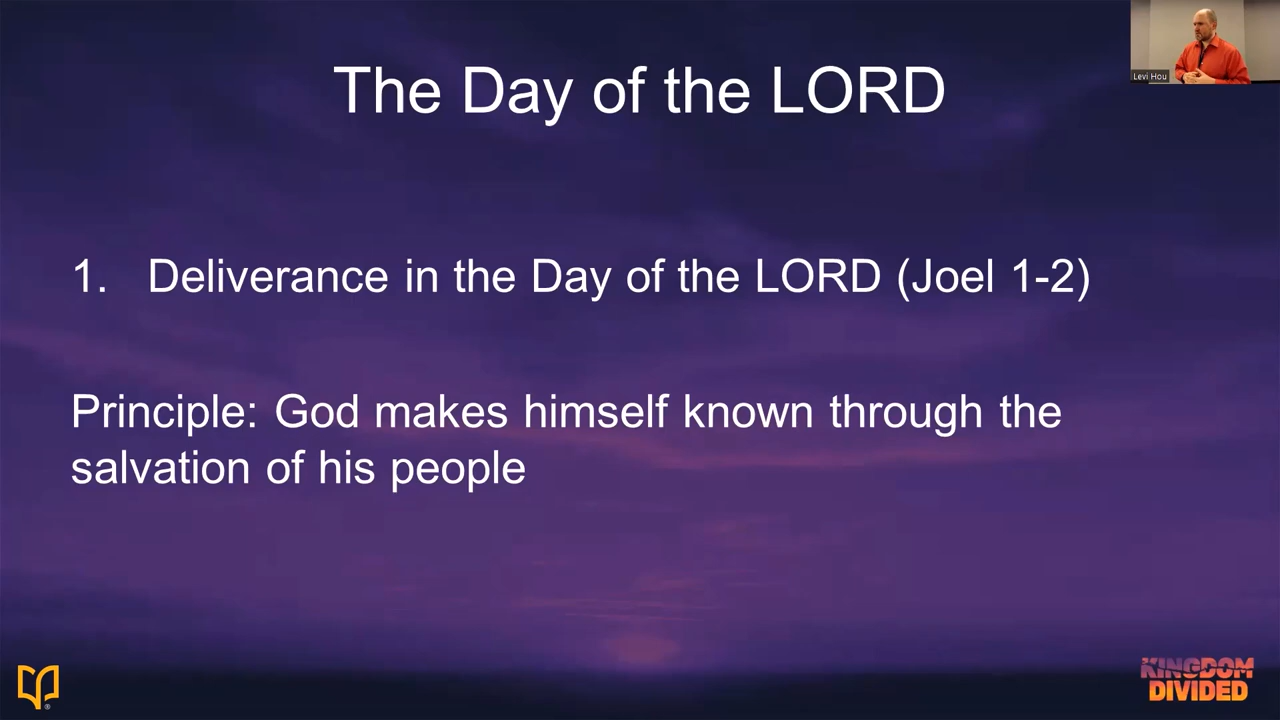 Levi Hou
The Day of the LORD
1. Deliverance in the Day of the LORD (Joel 1-2)
Principle: God makes himself known through the
salvation of his people
®
KINGDOM
DIVIDED